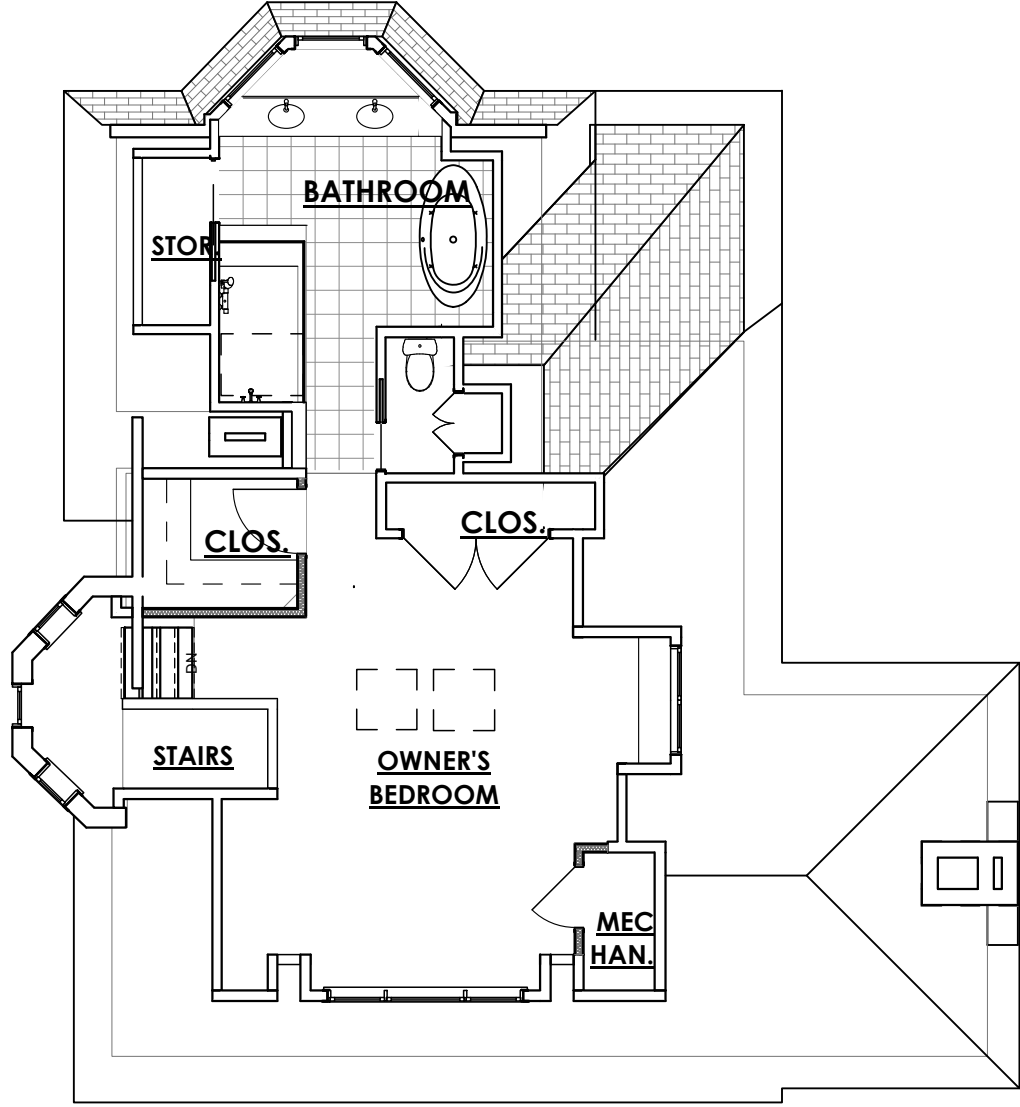 BATHROOM
STOR.
CLOS.
CLOS.
DN
STAIRS
OWNER'S
BEDROOM
MEC
HAN.